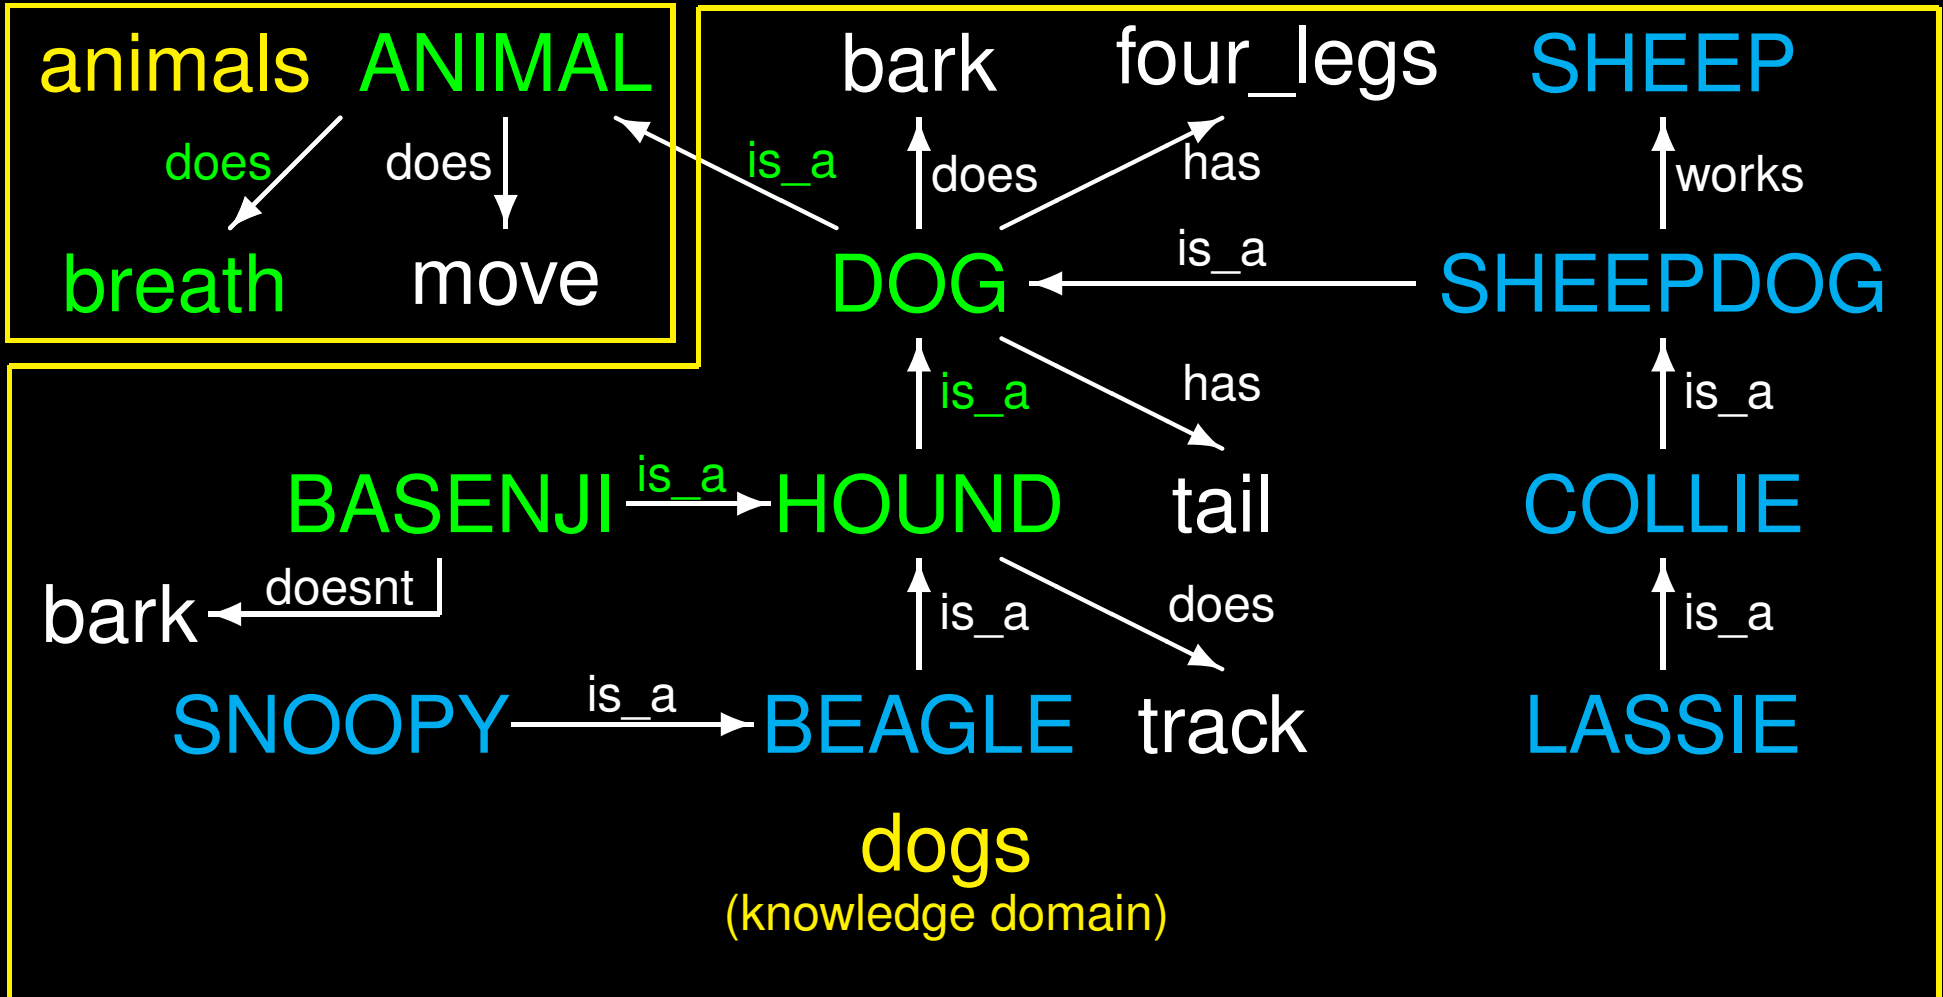 animals ANIMAL bark four_legs SHEEP
does does is_a does has works
breath move DOG is_a SHEEPDOG
is_a has is_a
BASENJI is_a HOUND tail COLLIE
bark doesnt is_a does is_a
SNOOPY is_a BEAGLE track LASSIE
dogs
(knowledge domain)